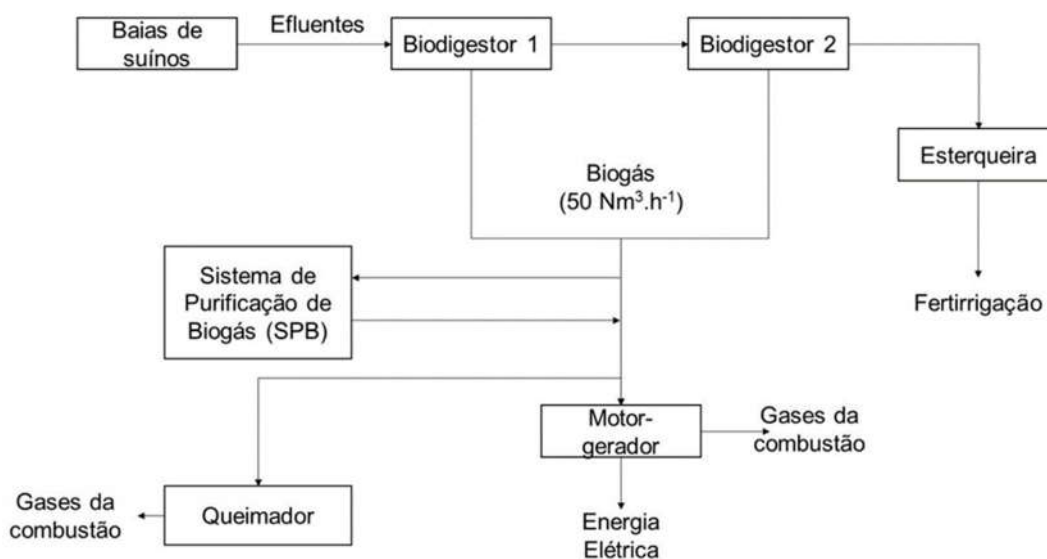 Baias de
suínos
Efluentes
Biodigestor 1
Biodigestor 2
Esterqueira
Fertirrigação
Biogás
(50 Nm³.h⁻¹)
Sistema de
Purificação de
Biogás (SPB)
Motor-
gerador
Gases da
combustão
Energia
Elétrica
Queimador
Gases da
combustão